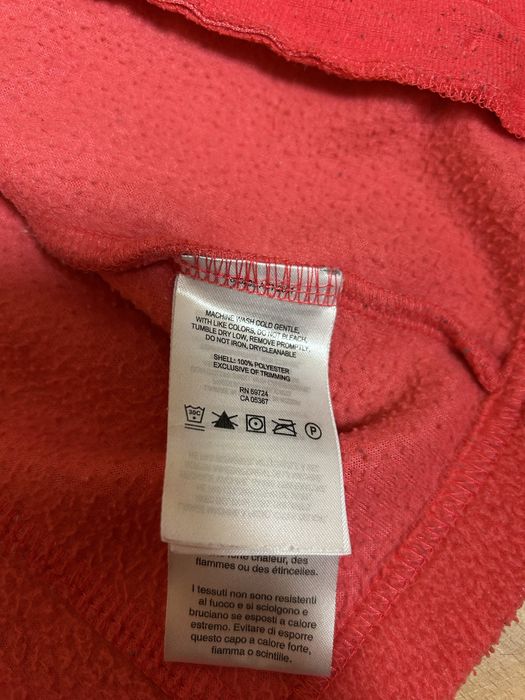 MACHINE WASH COLD GENTLE,
WITH LIKE COLORS, DO NOT BLEACH,
TUMBLE DRY LOW, REMOVE PROMPTLY,
DO NOT IRON, DRYCLEANABLE
SHELL: 100% POLYESTER
EXCLUSIVE OF TRIMMING
RN 69724
CA 05367
30C
P
forte chaleur, des
flammes ou des étincelles.
I tessuti non sono resistenti
al fuoco e si sciolgono e
bruciano se esposti a calore
estremo. Evitare di esporre
questo capo a calore forte,
fiamma o scintille.